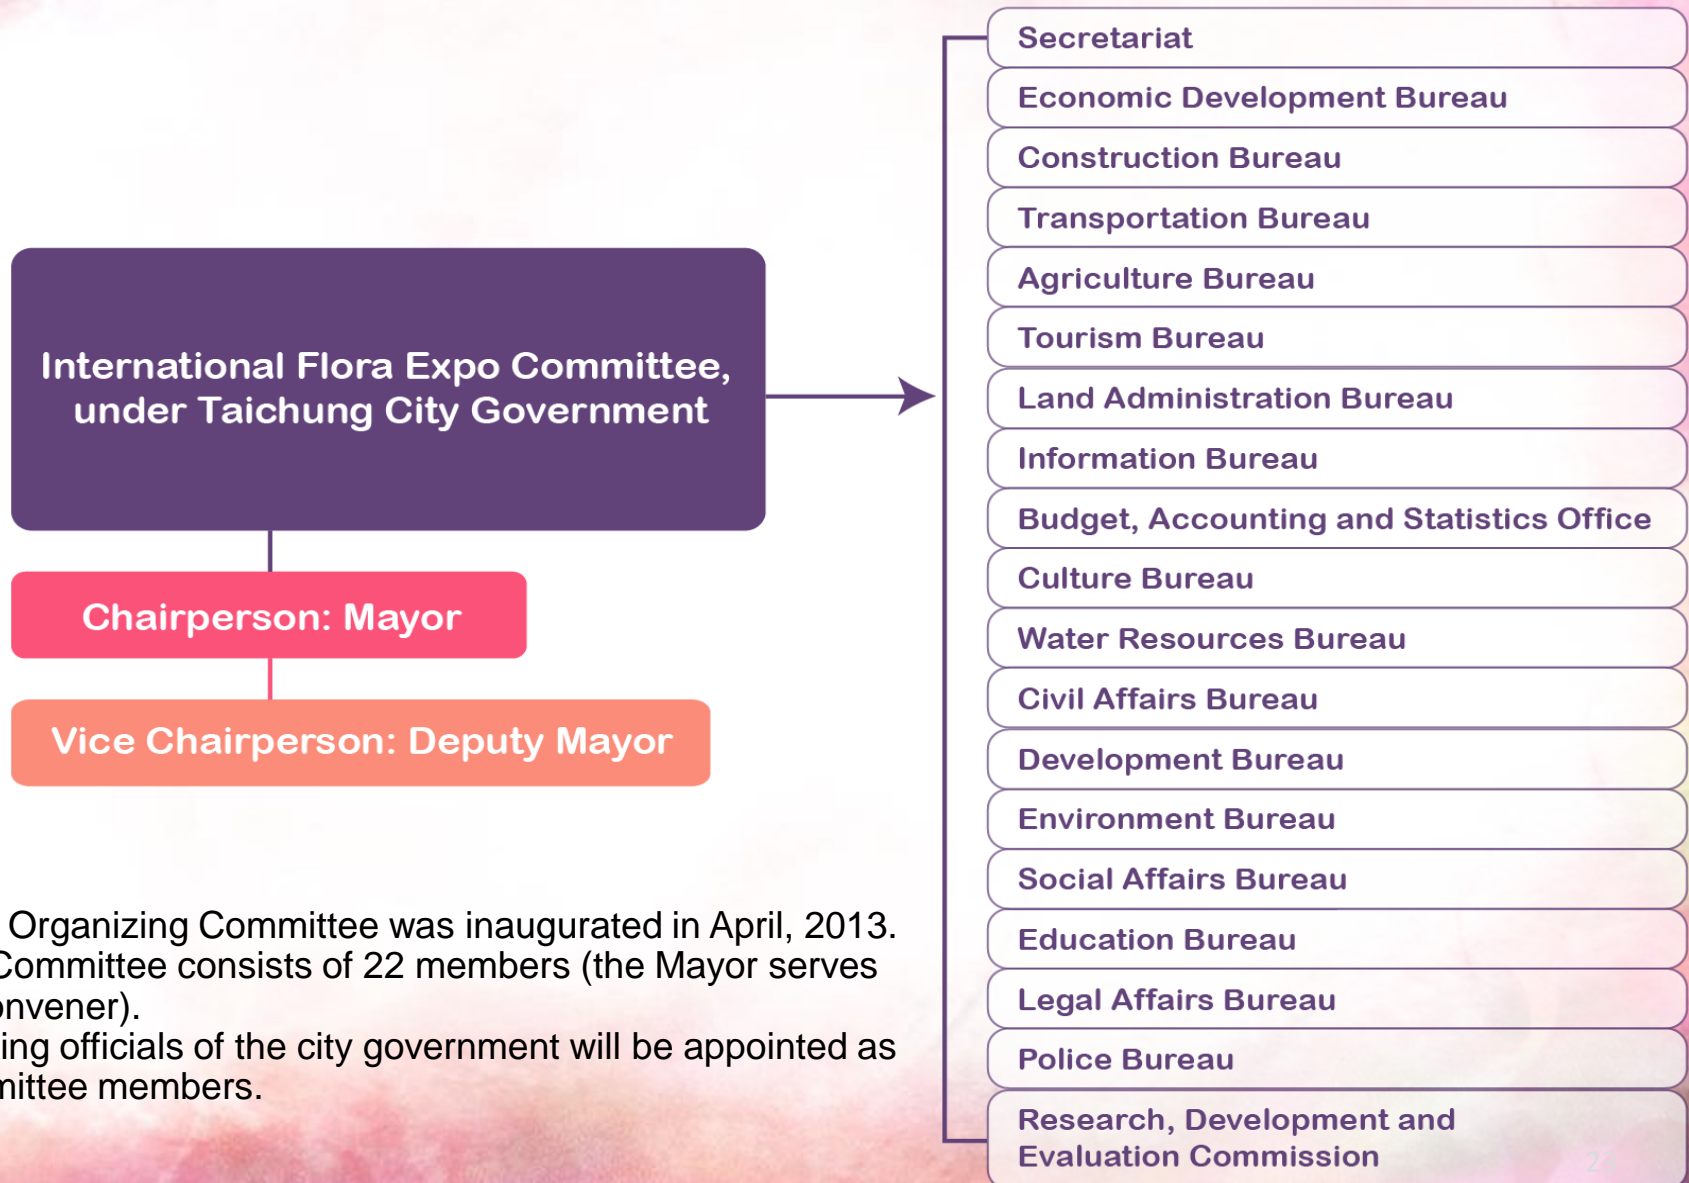 International Flora Expo Committee,
under Taichung City Government
Chairperson: Mayor
Vice Chairperson: Deputy Mayor
Organizing Committee was inaugurated in April, 2013.
Committee consists of 22 members (the Mayor serves
nvener).
ing officials of the city government will be appointed as
mittee members.
Secretariat
Economic Development Bureau
Construction Bureau
Transportation Bureau
Agriculture Bureau
Tourism Bureau
Land Administration Bureau
Information Bureau
Budget, Accounting and Statistics Office
Culture Bureau
Water Resources Bureau
Civil Affairs Bureau
Development Bureau
Environment Bureau
Social Affairs Bureau
Education Bureau
Legal Affairs Bureau
Police Bureau
Research, Development and
Evaluation Commission